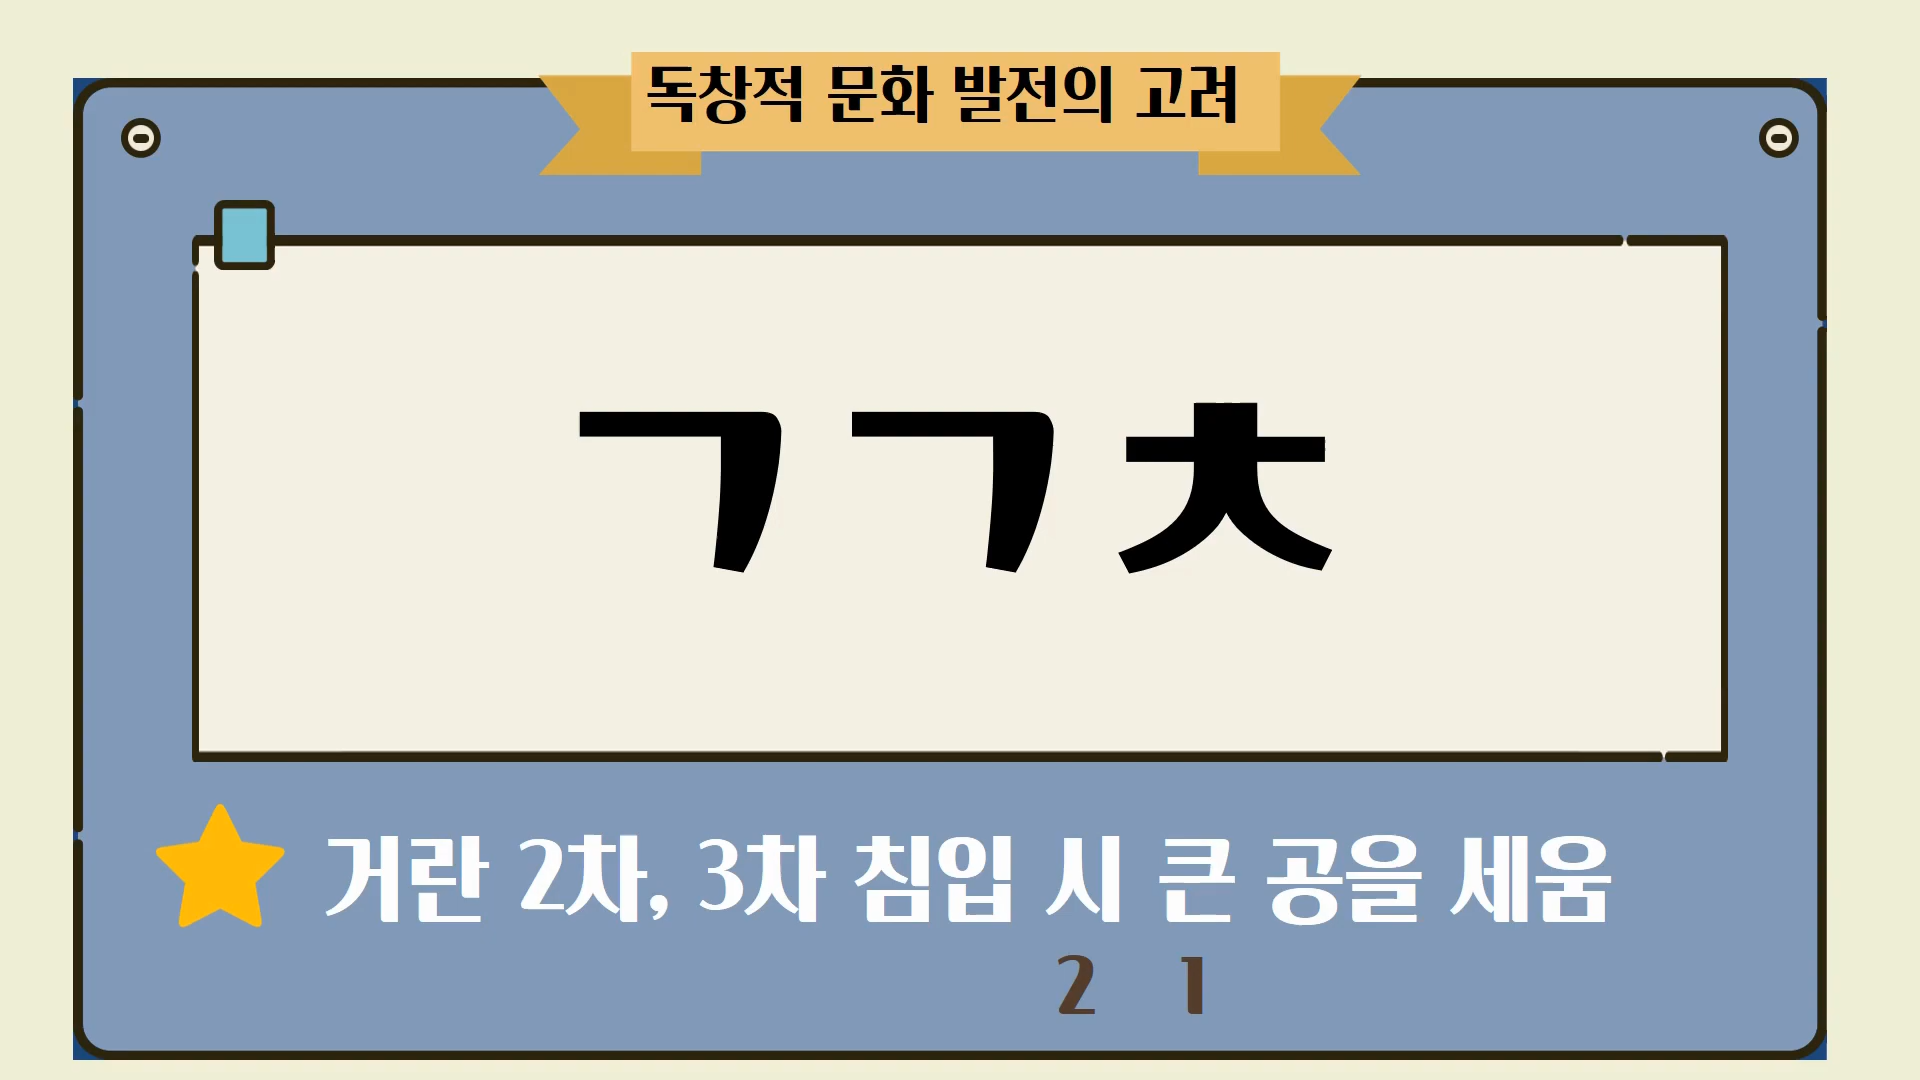 독창적 문화 발전의 고려
ㄱㄱㅊ
거란 2차, 3차 침입 시 큰 공을 세움
2 1